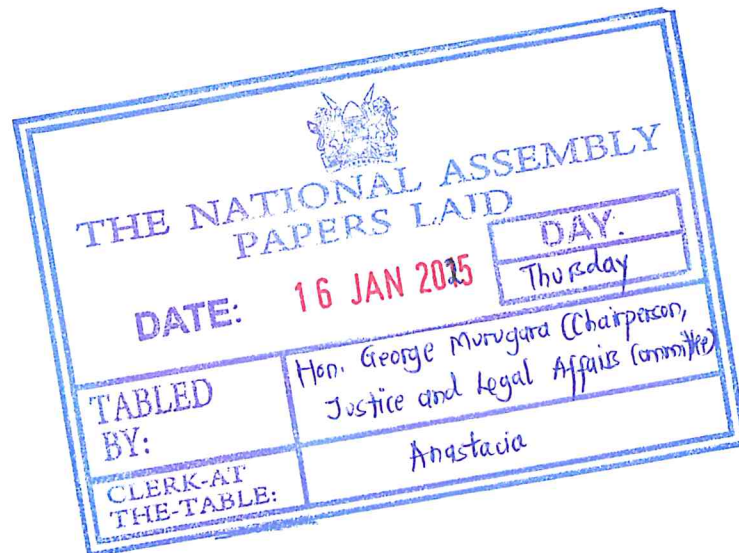 THE NATIONAL ASSEMBLY
PAPERS LAID
DATE: 16 JAN 2025
DAY:
Thursday
TABLED
BY:
Hon. George Murugara (Chairperson,
Justice and Legal Affairs Committee)
CLERK-AT
THE-TABLE:
Anastacia